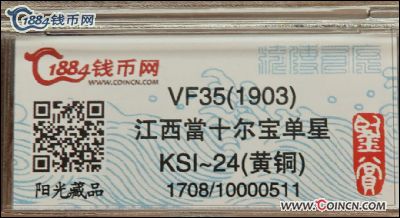 1884钱币网
1884钱币网
WWW.COINCN.COM
VF35(1903)
江西當十尔宝单星
KSI~24(黄铜)
阳光藏品
1708/10000511
鉴赏
WWW.COINCN.COM